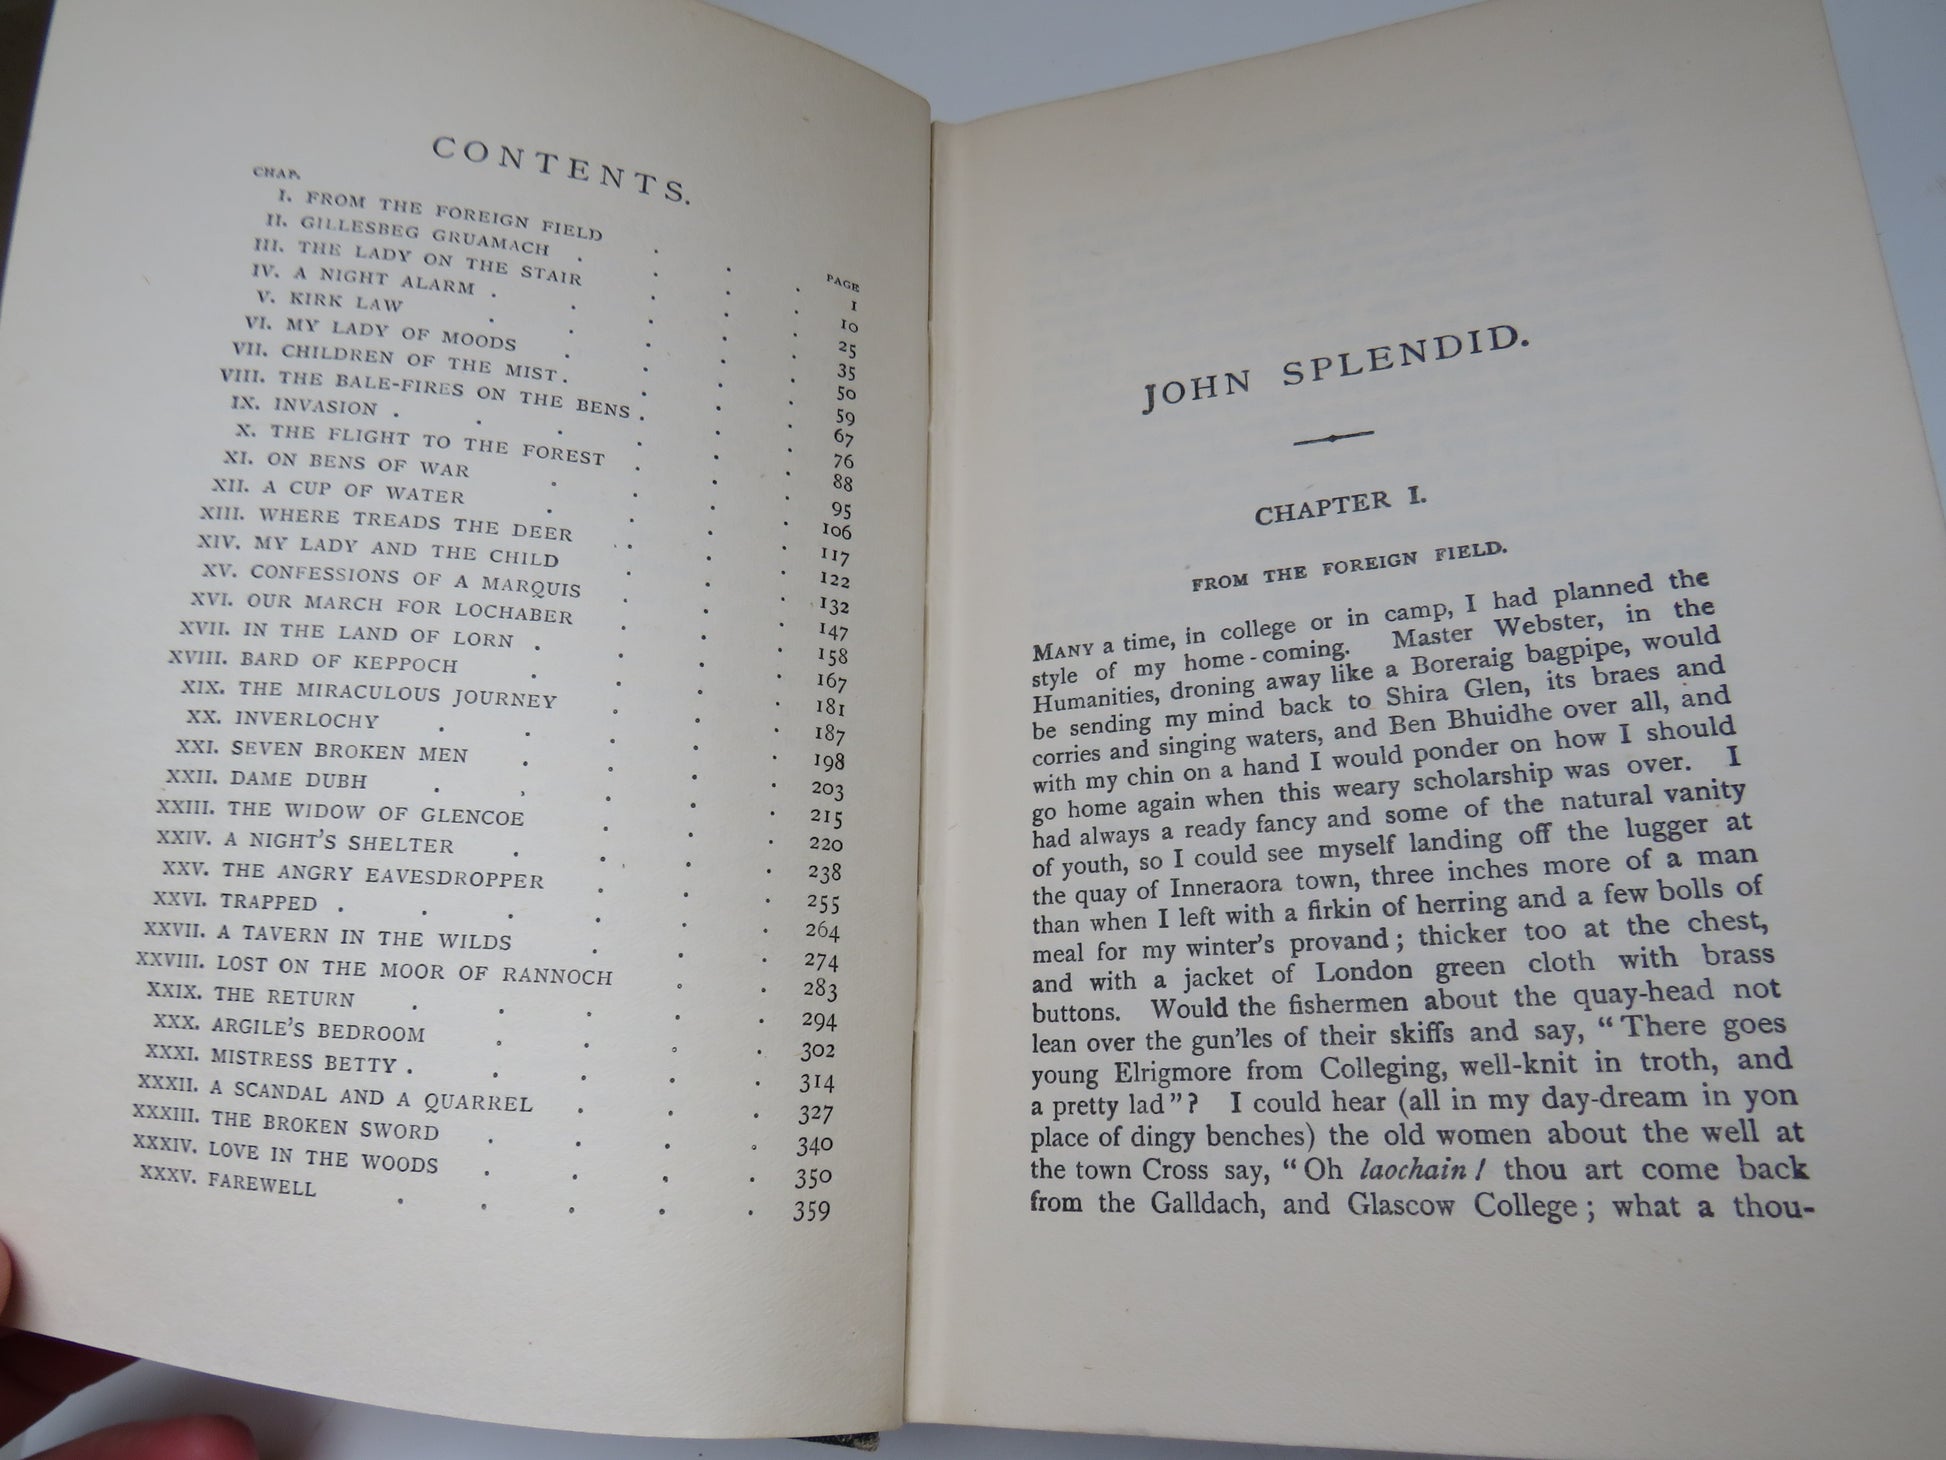 CONTENTS.
CHAP. PAGE
I. FROM THE FOREIGN FIELD . . . 1
II. GILLESBEG GRUAMACH . . . . 10
III. THE LADY ON THE STAIR . . . 25
IV. A NIGHT ALARM . . . . . 35
V. KIRK LAW . . . . . 50
VI. MY LADY OF MOODS . . . . 59
VII. CHILDREN OF THE MIST . . . . 67
VIII. THE BALE-FIRES ON THE BENS . . . 76
IX. INVASION . . . . . . 88
X. THE FLIGHT TO THE FOREST . . . 95
XI. ON BENS OF WAR . . . . 106
XII. A CUP OF WATER . . . . 117
XIII. WHERE TREADS THE DEER . . . 122
XIV. MY LADY AND THE CHILD . . . 132
XV. CONFESSIONS OF A MARQUIS . . . 147
XVI. OUR MARCH FOR LOCHABER . . . 158
XVII. IN THE LAND OF LORN . . . . 167
XVIII. BARD OF KEPPOCH . . . . 181
XIX. THE MIRACULOUS JOURNEY . . . 187
XX. INVERLOCHY . . . . . 198
XXI. SEVEN BROKEN MEN . . . . 203
XXII. DAME DUBH . . . . . 215
XXIII. THE WIDOW OF GLENCOE . . . 220
XXIV. A NIGHT'S SHELTER . . . . 238
XXV. THE ANGRY EAVESDROPPER . . . 255
XXVI. TRAPPED . . . . . . 264
XXVII. A TAVERN IN THE WILDS . . . 274
XXVIII. LOST ON THE MOOR OF RANNOCH . . 283
XXIX. THE RETURN . . . . . 294
XXX. ARGILE'S BEDROOM . . . . 302
XXXI. MISTRESS BETTY . . . . . 314
XXXII. A SCANDAL AND A QUARREL . . . 327
XXXIII. THE BROKEN SWORD . . . . 340
XXXIV. LOVE IN THE WOODS . . . . 350
XXXV. FAREWELL . . . . . 359
JOHN SPLENDID.
CHAPTER I.
FROM THE FOREIGN FIELD.
MANY a time, in college or in camp, I had planned the
style of my home-coming. Master Webster, in the
Humanities, droning away like a Boreraig bagpipe, would
be sending my mind back to Shira Glen, its braes and
corries and singing waters, and Ben Bhuidhe over all, and
with my chin on a hand I would ponder on how I should
go home again when this weary scholarship was over. I
had always a ready fancy and some of the natural vanity
of youth, so I could see myself landing off the lugger at
the quay of Inneraora town, three inches more of a man
than when I left with a firkin of herring and a few bolls of
meal for my winter's provand; thicker too at the chest,
and with a jacket of London green cloth with brass
buttons. Would the fishermen about the quay-head not
lean over the gun'les of their skiffs and say, "There goes
young Elrigmore from Colleging, well-knit in troth, and
a pretty lad"? I could hear (all in my day-dream in yon
place of dingy benches) the old women about the well at
the town Cross say, "Oh laochain! thou art come back
from the Galldach, and Glascow College; what a thou-